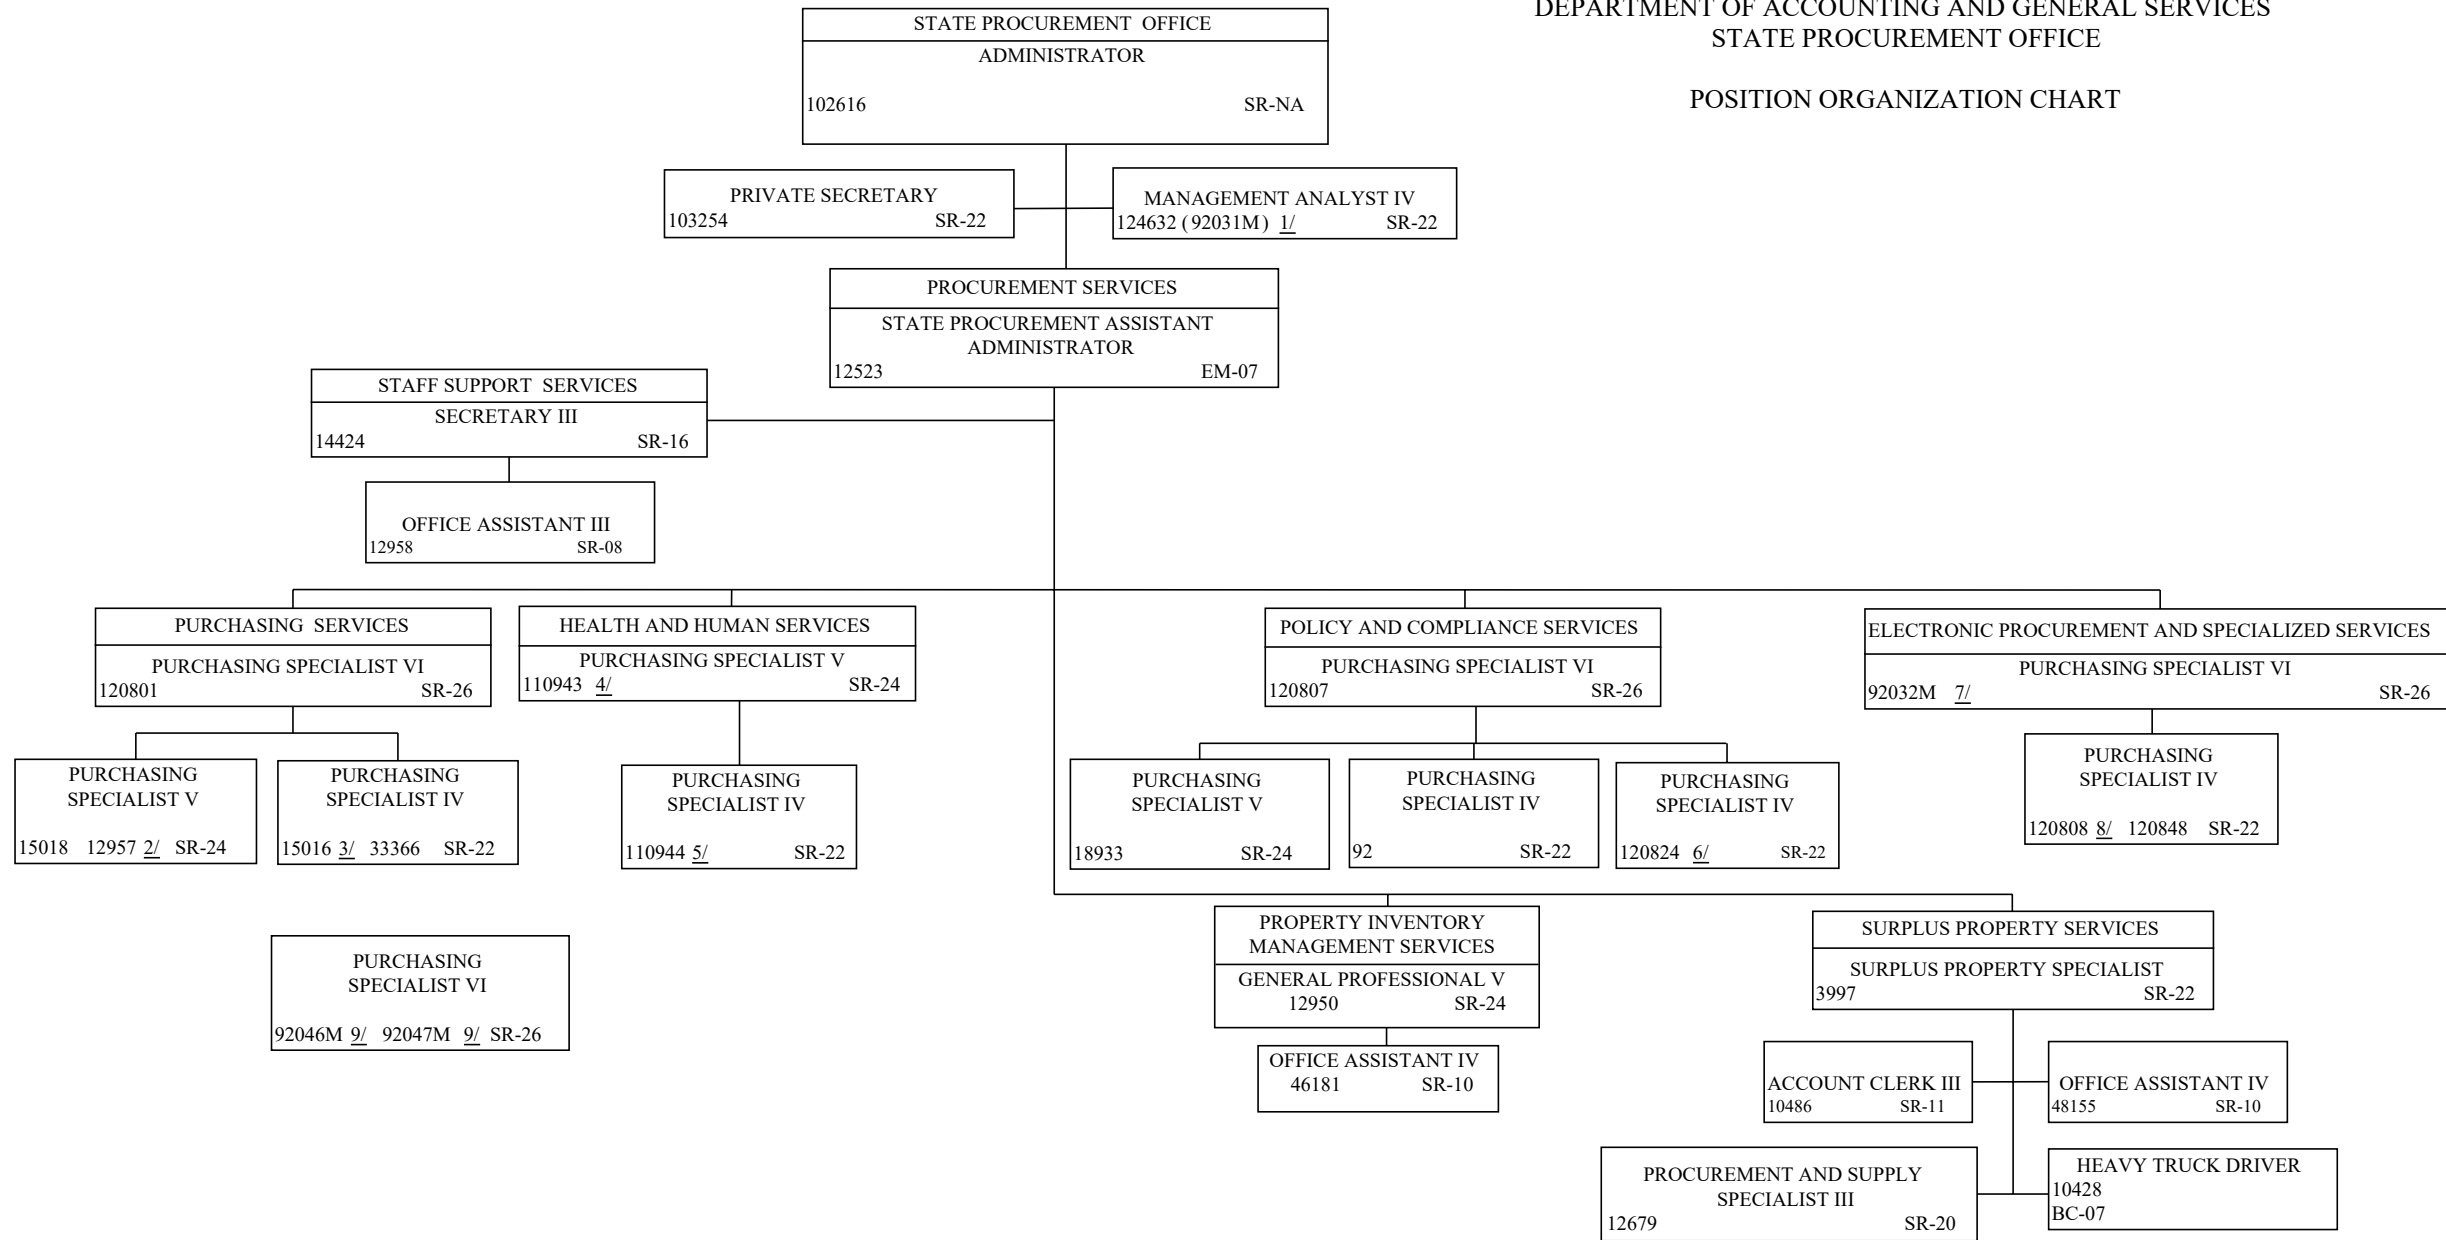 DEPARTMENT OF ACCOUNTING AND GENERAL SERVICES
STATE PROCUREMENT OFFICE
POSITION ORGANIZATION CHART
STATE PROCUREMENT OFFICE
ADMINISTRATOR
102616 SR-NA
PRIVATE SECRETARY
103254 SR-22
MANAGEMENT ANALYST IV
124632 (92031M) 1/ SR-22
PROCUREMENT SERVICES
STATE PROCUREMENT ASSISTANT
ADMINISTRATOR
12523 EM-07
STAFF SUPPORT SERVICES
SECRETARY III
14424 SR-16
OFFICE ASSISTANT III
12958 SR-08
PURCHASING SERVICES
PURCHASING SPECIALIST VI
120801 SR-26
HEALTH AND HUMAN SERVICES
PURCHASING SPECIALIST V
110943 4/ SR-24
POLICY AND COMPLIANCE SERVICES
PURCHASING SPECIALIST VI
120807 SR-26
ELECTRONIC PROCUREMENT AND SPECIALIZED SERVICES
PURCHASING SPECIALIST VI
92032M 7/ SR-26
PURCHASING
SPECIALIST V
15018 12957 2/ SR-24
PURCHASING
SPECIALIST IV
15016 3/ 33366 SR-22
PURCHASING
SPECIALIST IV
110944 5/ SR-22
PURCHASING
SPECIALIST V
18933 SR-24
PURCHASING
SPECIALIST IV
92 SR-22
PURCHASING
SPECIALIST IV
120824 6/ SR-22
PURCHASING
SPECIALIST IV
120808 8/ 120848 SR-22
PURCHASING
SPECIALIST VI
92046M 9/ 92047M 9/ SR-26
PROPERTY INVENTORY
MANAGEMENT SERVICES
GENERAL PROFESSIONAL V
12950 SR-24
OFFICE ASSISTANT IV
46181 SR-10
SURPLUS PROPERTY SERVICES
SURPLUS PROPERTY SPECIALIST
3997 SR-22
ACCOUNT CLERK III
10486 SR-11
OFFICE ASSISTANT IV
48155 SR-10
PROCUREMENT AND SUPPLY
SPECIALIST III
12679 SR-20
HEAVY TRUCK DRIVER
10428
BC-07